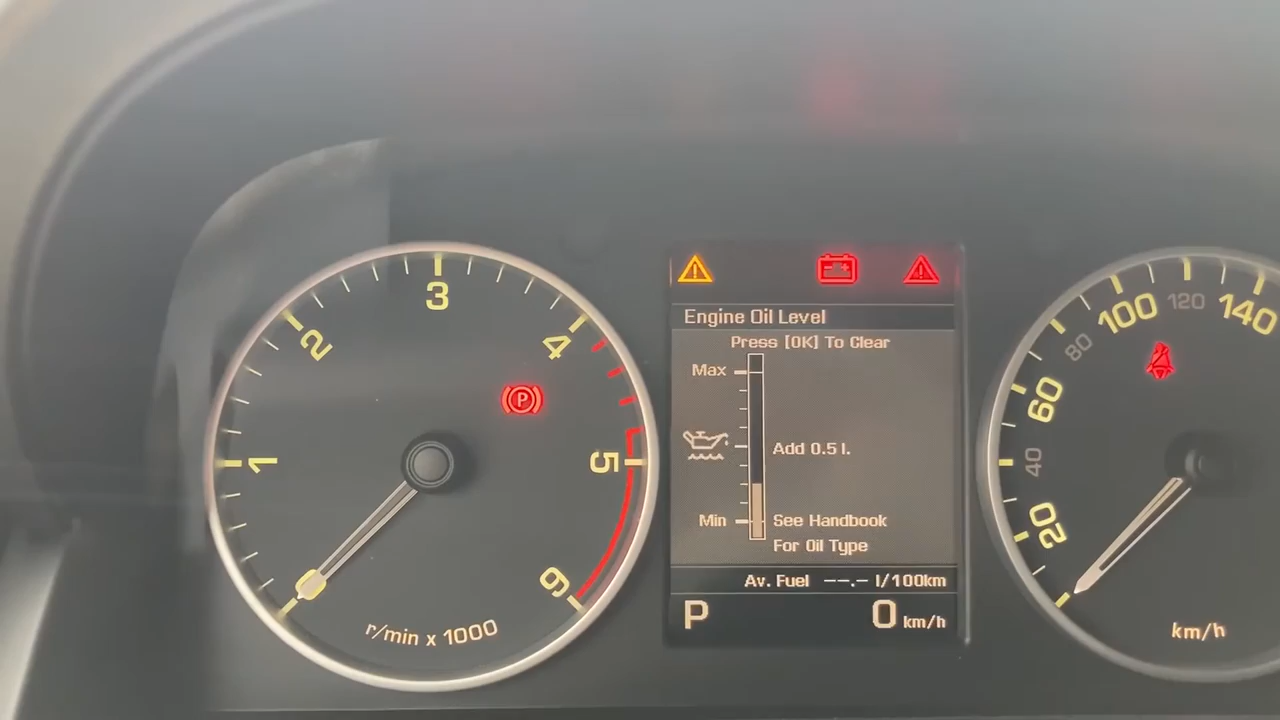 1
2
3
4
5
6
0
r/min x 1000
P
Engine Oil Level
Press [OK] To Clear
Max
Add 0.5 l.
Min
See Handbook
For Oil Type
Av. Fuel --.- l/100km
P
0 km/h
20
40
60
80
100
120
140
km/h